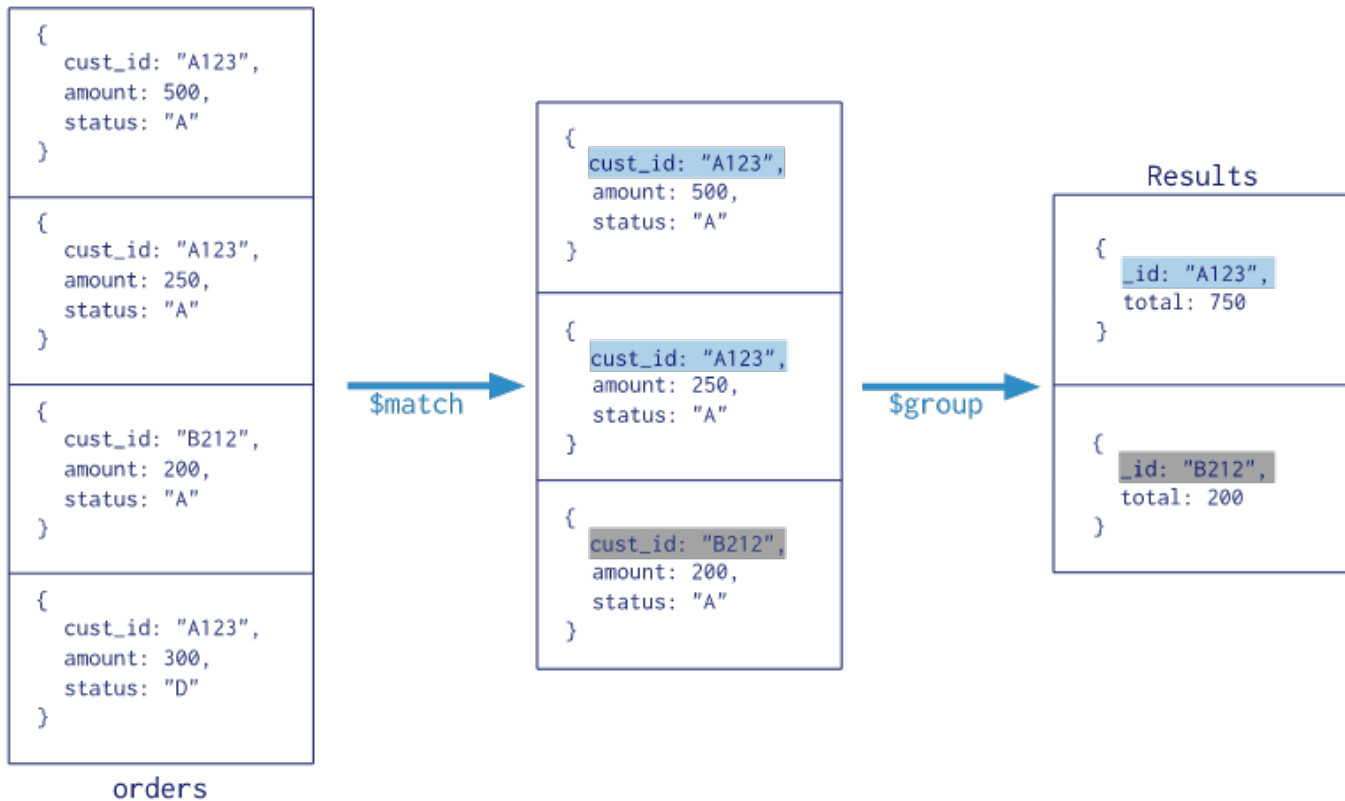 {
cust_id: "A123",
amount: 500,
status: "A"
}
{
cust_id: "A123",
amount: 250,
status: "A"
}
{
cust_id: "B212",
amount: 200,
status: "A"
}
{
cust_id: "A123",
amount: 300,
status: "D"
}
orders
$match
{
cust_id: "A123",
amount: 500,
status: "A"
}
{
cust_id: "A123",
amount: 250,
status: "A"
}
{
cust_id: "B212",
amount: 200,
status: "A"
}
$group
Results
{
_id: "A123",
total: 750
}
{
_id: "B212",
total: 200
}